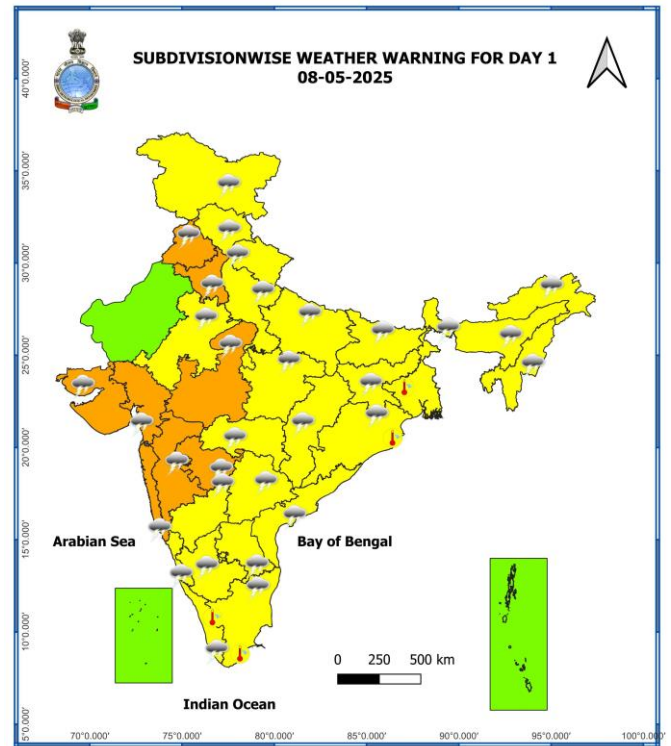 SUBDIVISIONWISE WEATHER WARNING FOR DAY 1
08-05-2025
40°0.000'
35°0.000'
30°0.000'
25°0.000'
20°0.000'
15°0.000'
10°0.000'
5°0.000'
Arabian Sea
Bay of Bengal
0 250 500 km
Indian Ocean
70°0.000' 75°0.000' 80°0.000' 85°0.000' 90°0.000' 95°0.000' 100°0.000'